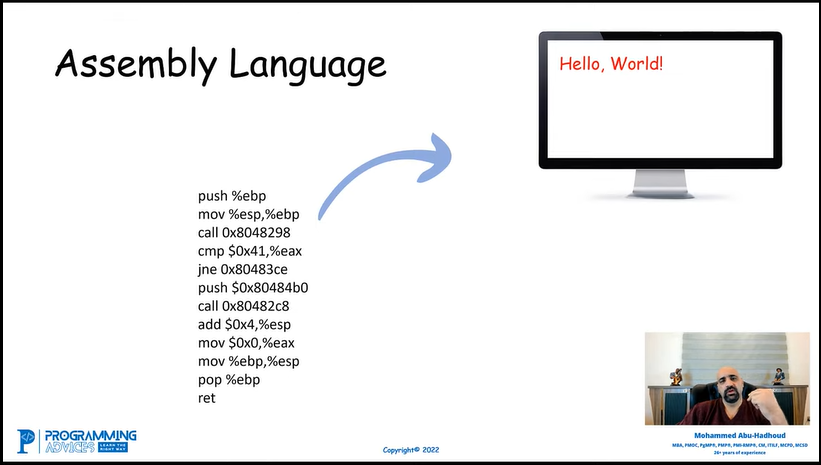 Assembly Language
Hello, World!
push %ebp
mov %esp,%ebp
call 0x8048298
cmp $0x41,%eax
jne 0x80483ce
push $0x80484b0
call 0x80482c8
add $0x4,%esp
mov $0x0,%eax
mov %ebp,%esp
pop %ebp
ret
PROGRAMMING
ADVICES LEARN THE RIGHT WAY
Copyright© 2022
Mohammed Abu-Hadhoud
MBA, PMOC, PgMP®, PMP®, PMI-RMP®, CM, ITILF, MCPD, MCSD
26+ years of experience